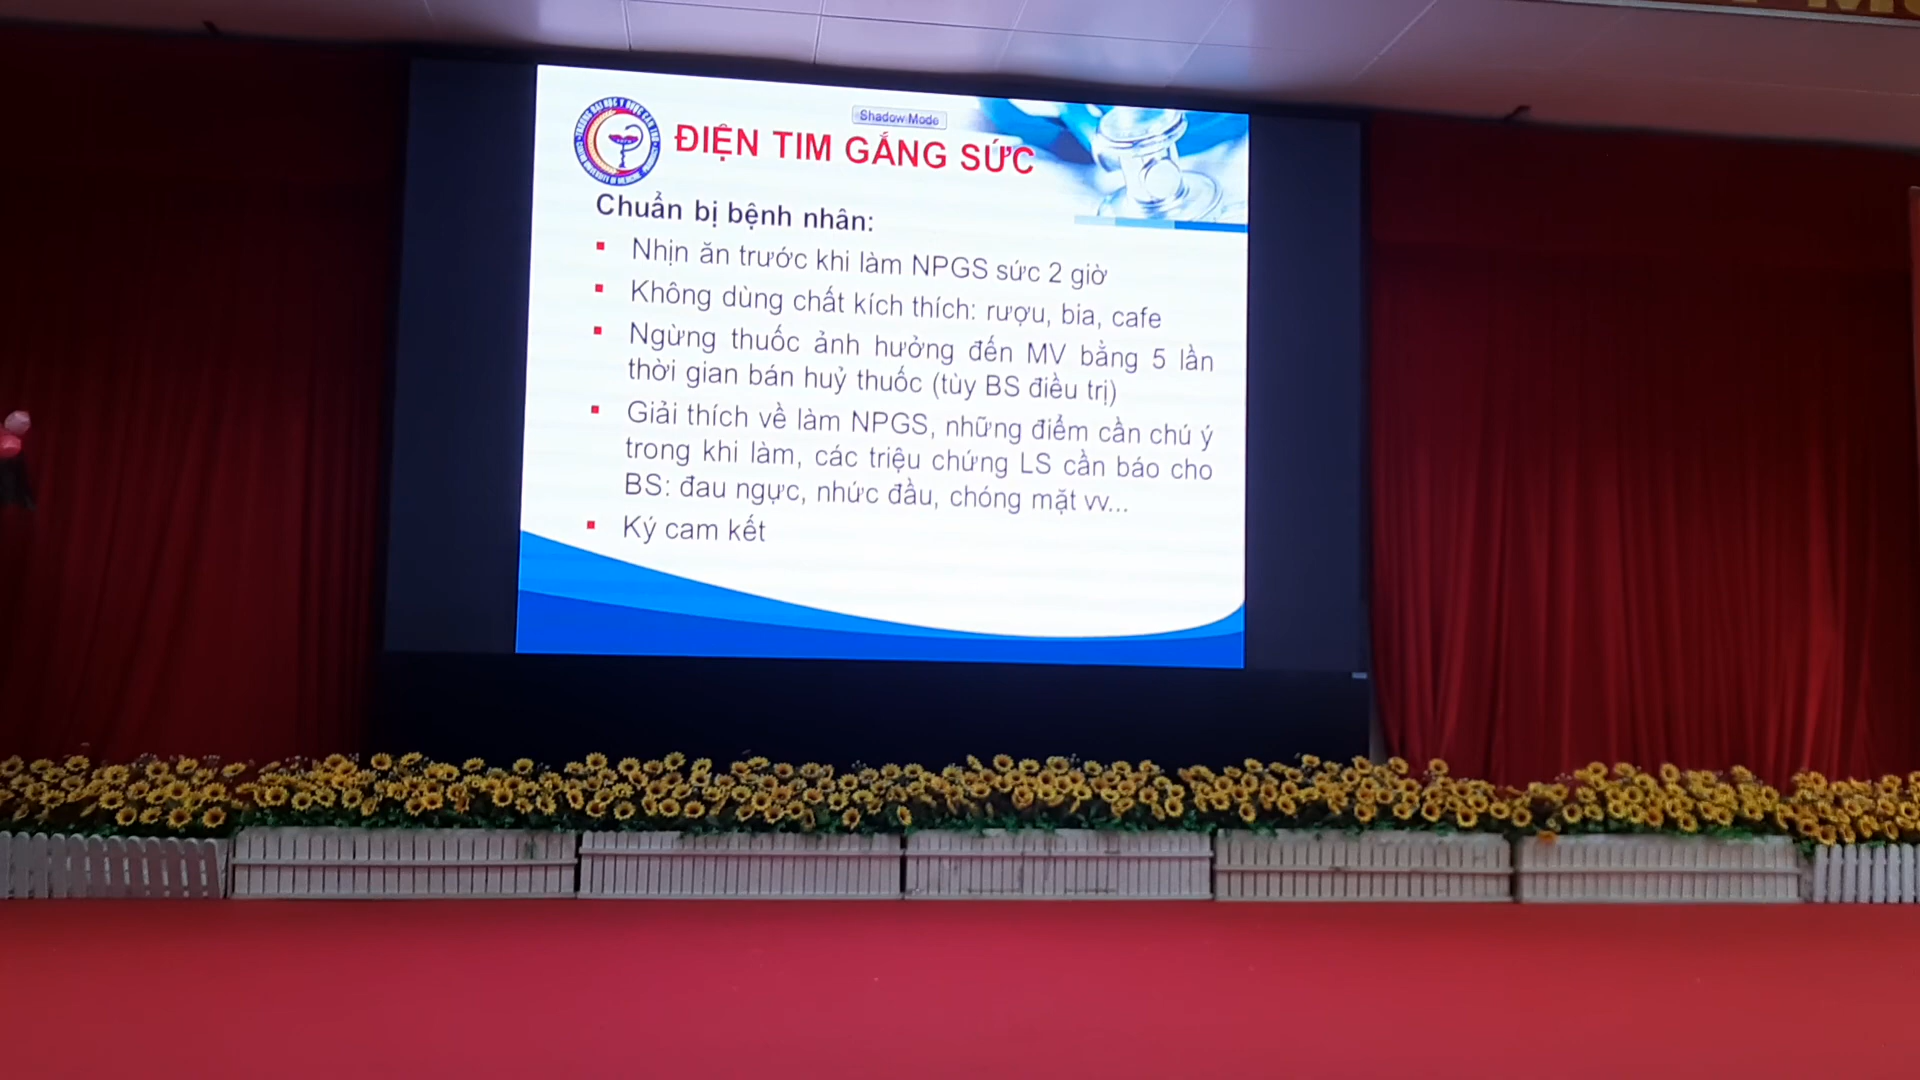 Shadow Mode
ĐIỆN TIM GẮNG SỨC
Chuẩn bị bệnh nhân:
▪ Nhịn ăn trước khi làm NPGS sức 2 giờ
▪ Không dùng chất kích thích: rượu, bia, cafe
▪ Ngừng thuốc ảnh hưởng đến MV bằng 5 lần
thời gian bán huỷ thuốc (tùy BS điều trị)
▪ Giải thích về làm NPGS, những điểm cần chú ý
trong khi làm, các triệu chứng LS cần báo cho
BS: đau ngực, nhức đầu, chóng mặt vv...
▪ Ký cam kết